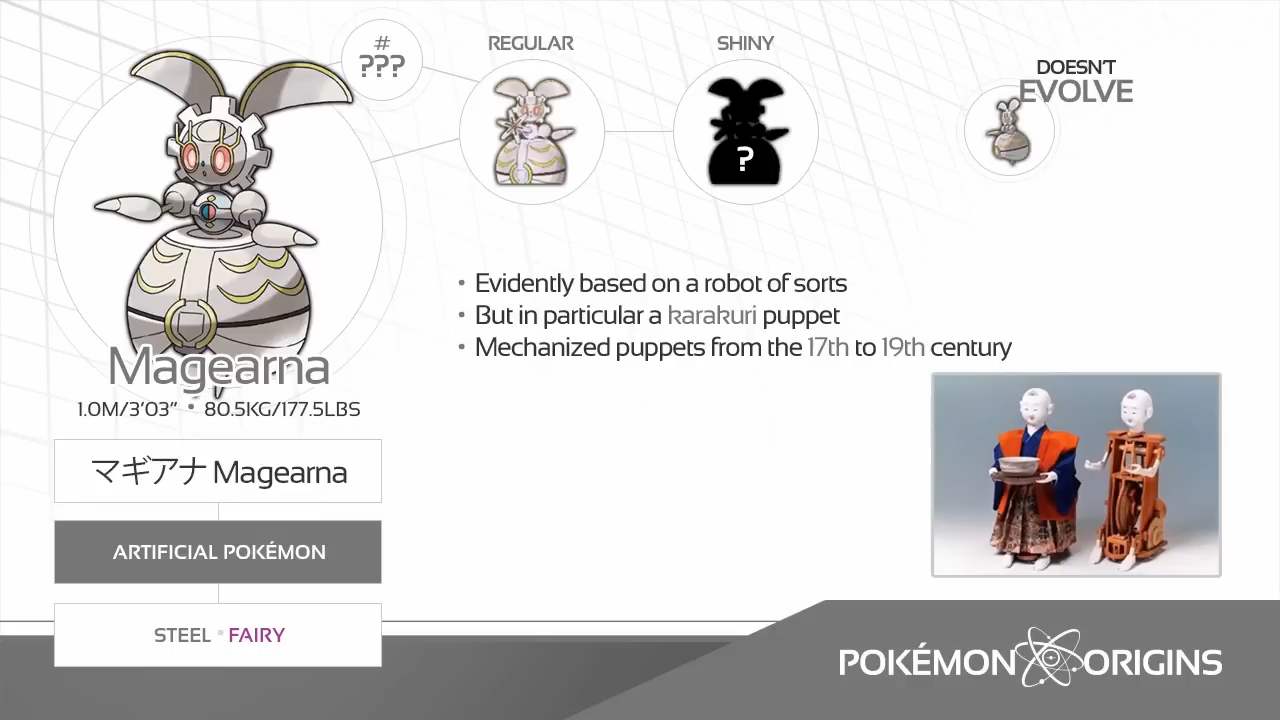 #
???
REGULAR
SHINY
?
DOESN'T
EVOLVE
• Evidently based on a robot of sorts
• But in particular a karakuri puppet
• Mechanized puppets from the 17th to 19th century
Magearna
1.0M/3'03" • 80.5KG/177.5LBS
マギアナ Magearna
ARTIFICIAL POKÉMON
STEEL • FAIRY
POKÉMON ORIGINS